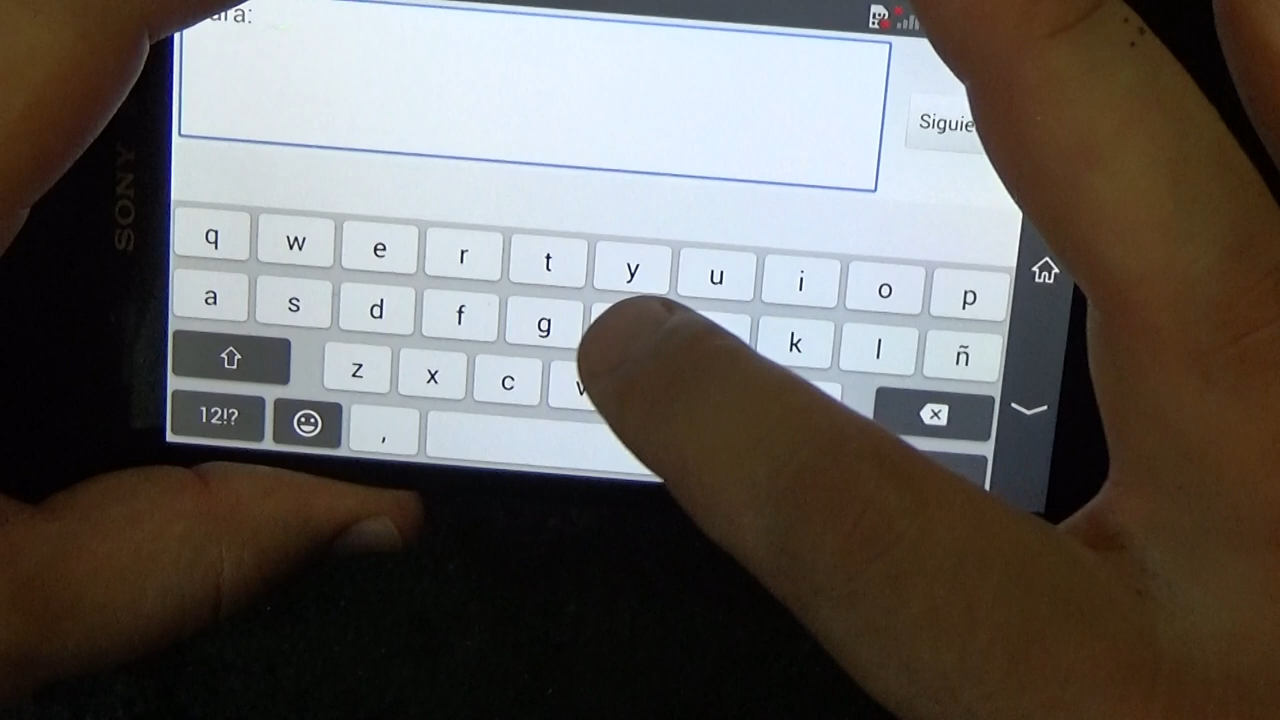 ara:
Siguie
SONY
q w e r t y u i o p
a s d f g k l ñ
z x c v
12!? ,